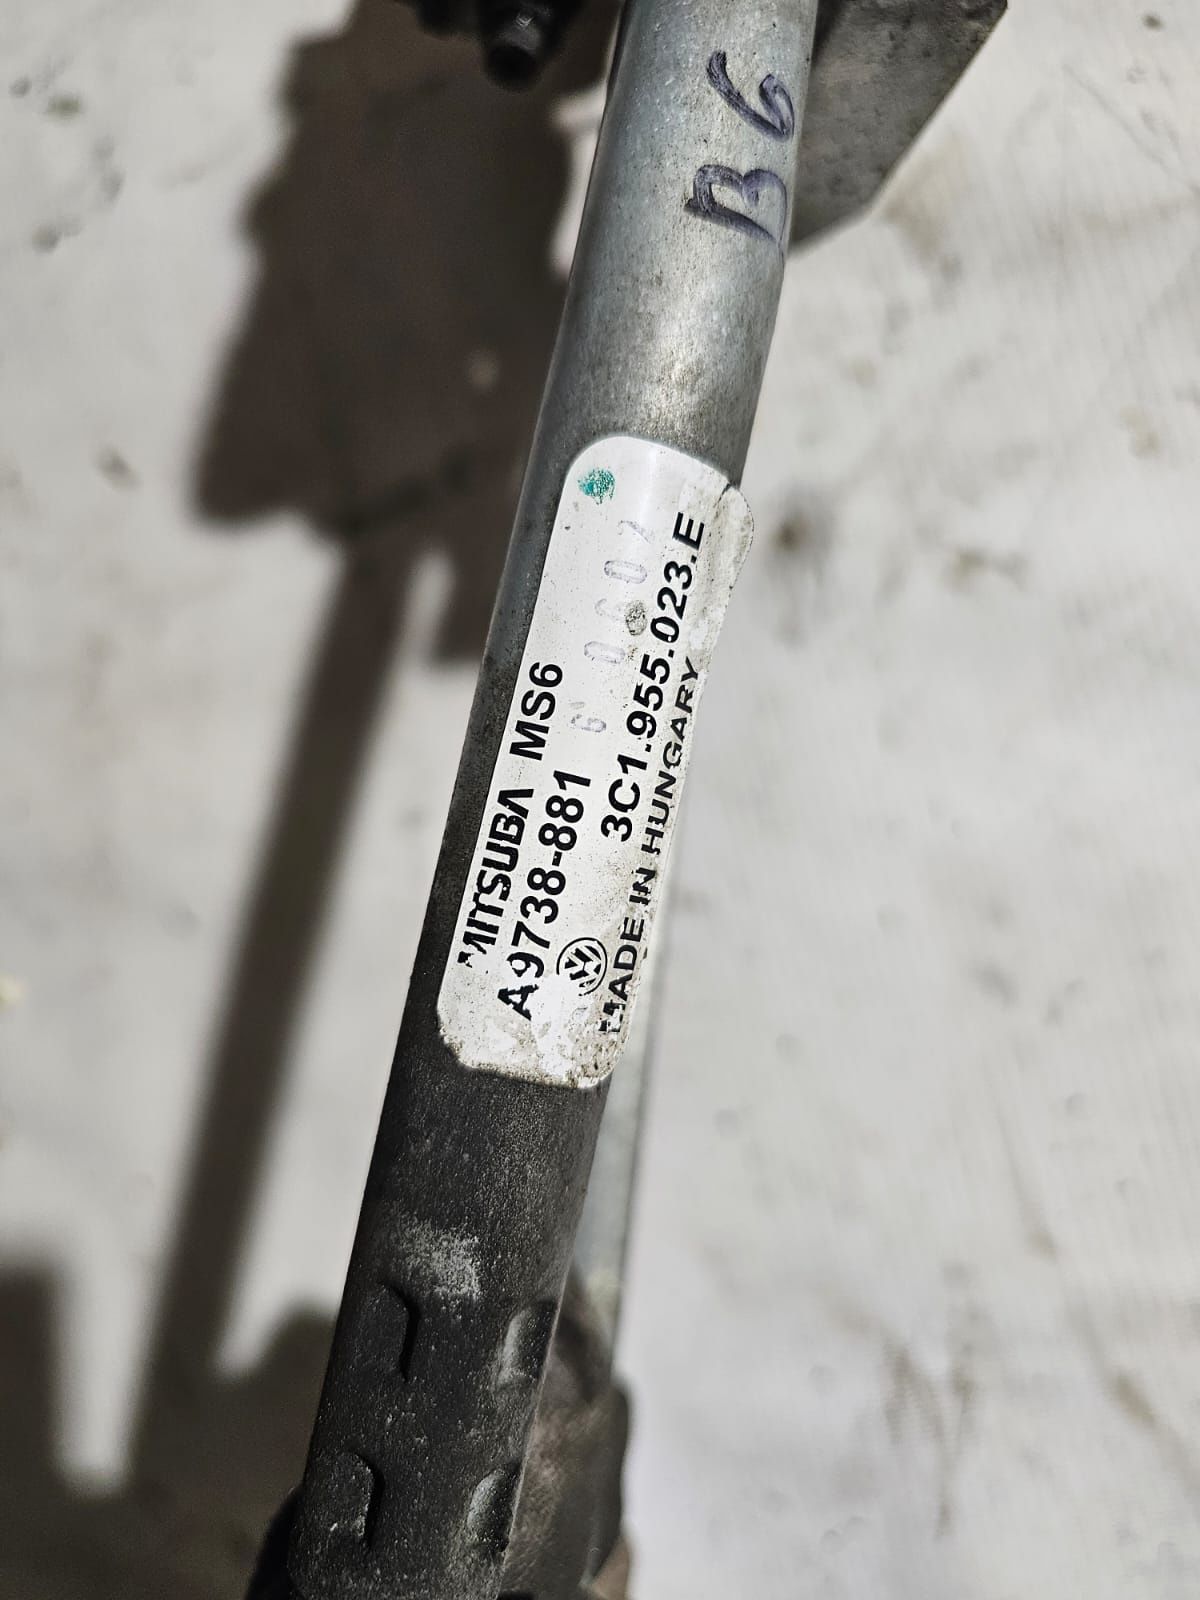 B6
MITSUBA MS6
A9738-881
3C1.955.023.E
MADE IN HUNGARY